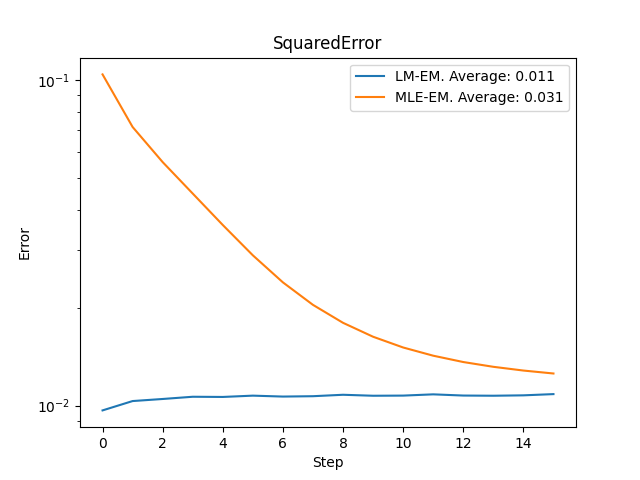 SquaredError
LM-EM. Average: 0.011
MLE-EM. Average: 0.031
Error
10⁻¹
10⁻²
0 2 4 6 8 10 12 14
Step